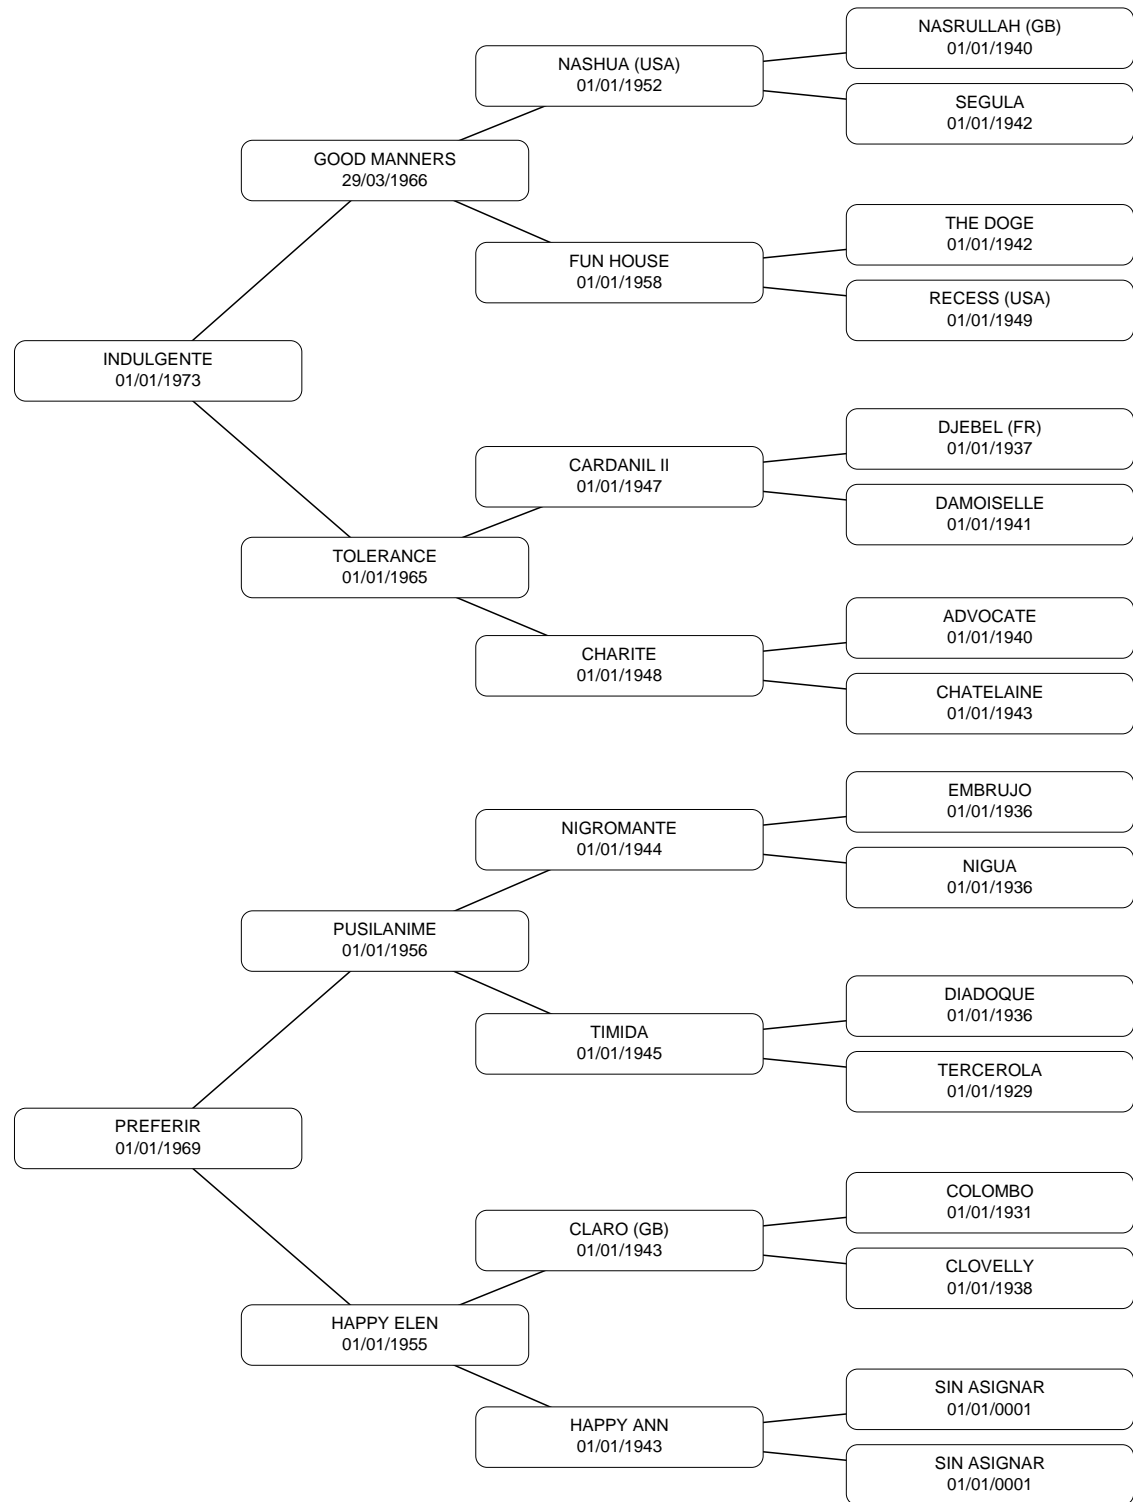 NASRULLAH (GB)
01/01/1940
NASHUA (USA)
01/01/1952
SEGULA
01/01/1942
GOOD MANNERS
29/03/1966
THE DOGE
01/01/1942
FUN HOUSE
01/01/1958
RECESS (USA)
01/01/1949
INDULGENTE
01/01/1973
DJEBEL (FR)
01/01/1937
CARDANIL II
01/01/1947
DAMOISELLE
01/01/1941
TOLERANCE
01/01/1965
ADVOCATE
01/01/1940
CHARITE
01/01/1948
CHATELAINE
01/01/1943
EMBRUJO
01/01/1936
NIGROMANTE
01/01/1944
NIGUA
01/01/1936
PUSILANIME
01/01/1956
DIADOQUE
01/01/1936
TIMIDA
01/01/1945
TERCEROLA
01/01/1929
PREFERIR
01/01/1969
COLOMBO
01/01/1931
CLARO (GB)
01/01/1943
CLOVELLY
01/01/1938
HAPPY ELEN
01/01/1955
SIN ASIGNAR
01/01/0001
HAPPY ANN
01/01/1943
SIN ASIGNAR
01/01/0001